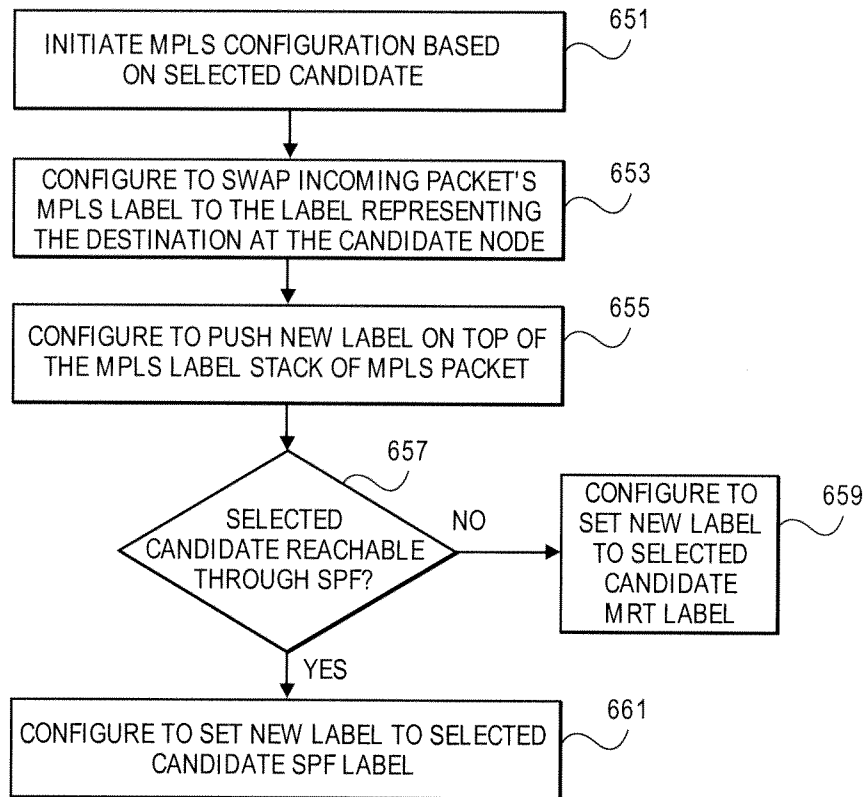 INITIATE MPLS CONFIGURATION BASED
ON SELECTED CANDIDATE
651
CONFIGURE TO SWAP INCOMING PACKET'S
MPLS LABEL TO THE LABEL REPRESENTING
THE DESTINATION AT THE CANDIDATE NODE
653
CONFIGURE TO PUSH NEW LABEL ON TOP OF
THE MPLS LABEL STACK OF MPLS PACKET
655
SELECTED
CANDIDATE REACHABLE
THROUGH SPF?
657
NO
CONFIGURE TO
SET NEW LABEL
TO SELECTED
CANDIDATE
MRT LABEL
659
YES
CONFIGURE TO SET NEW LABEL TO SELECTED
CANDIDATE SPF LABEL
661